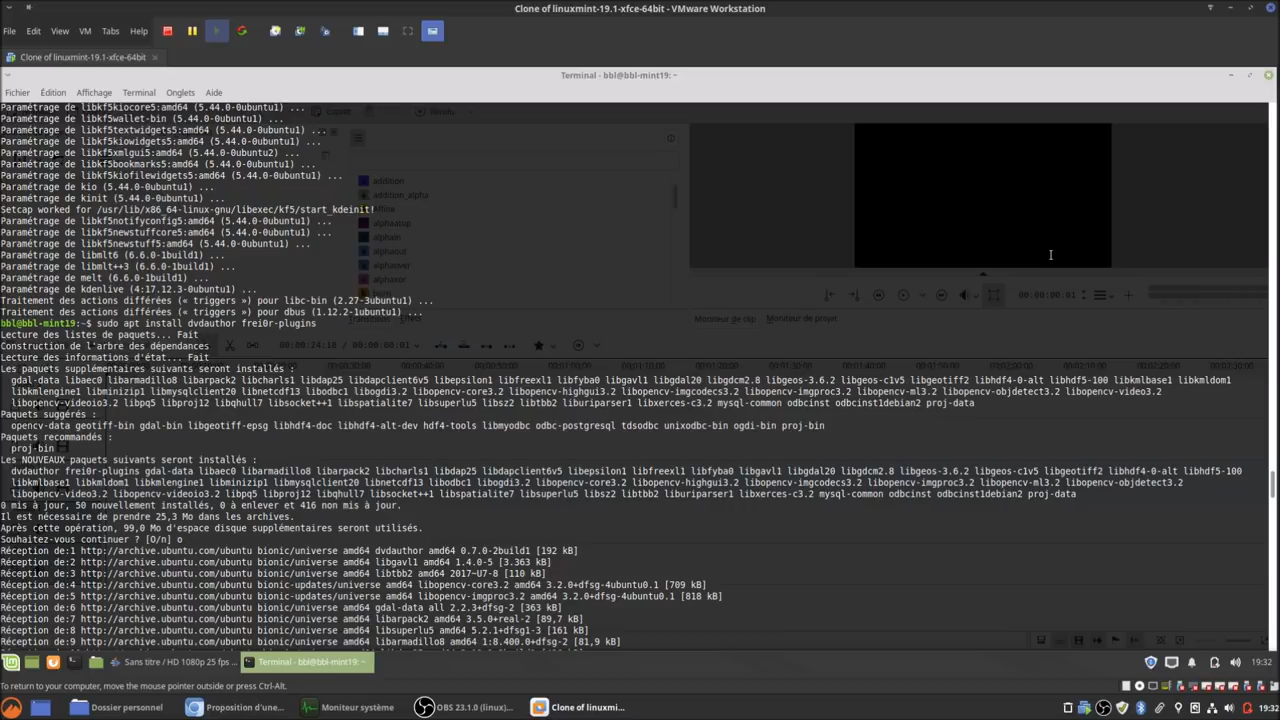 Clone of linuxmint-19.1-xfce-64bit - VMware Workstation
File Edit View VM Tabs Help
Clone of linuxmint-19.1-xfce-64bit
Terminal - bbl@bbl-mint19: ~
Fichier Édition Affichage Terminal Onglets Aide
Paramétrage de libkf5kiocore5:amd64 (5.44.0-0ubuntu1) ...
Paramétrage de libkf5wallet-bin (5.44.0-0ubuntu1) ...
Paramétrage de libkf5textwidgets5:amd64 (5.44.0-0ubuntu1) ...
Paramétrage de libkf5kiowidgets5:amd64 (5.44.0-0ubuntu1) ...
Paramétrage de libkf5xmlgui5:amd64 (5.44.0-0ubuntu2) ...
Paramétrage de libkf5bookmarks5:amd64 (5.44.0-0ubuntu1) ...
Paramétrage de libkf5kiofilewidgets5:amd64 (5.44.0-0ubuntu1) ...
Paramétrage de kio (5.44.0-0ubuntu1) ...
Paramétrage de kinit (5.44.0-0ubuntu1) ...
Setcap worked for /usr/lib/x86_64-linux-gnu/libexec/kf5/start_kdeinit!
Paramétrage de libkf5notifyconfig5:amd64 (5.44.0-0ubuntu1) ...
Paramétrage de libkf5newstuffcore5:amd64 (5.44.0-0ubuntu1) ...
Paramétrage de libkf5newstuff5:amd64 (5.44.0-0ubuntu1) ...
Paramétrage de libmlt6 (6.6.0-1build1) ...
Paramétrage de libmlt++3 (6.6.0-1build1) ...
Paramétrage de melt (6.6.0-1build1) ...
Paramétrage de kdenlive (4:17.12.3-0ubuntu1) ...
Traitement des actions différées (« triggers ») pour libc-bin (2.27-3ubuntu1) ...
Traitement des actions différées (« triggers ») pour dbus (1.12.2-1ubuntu1) ...
bbl@bbl-mint19:~$ sudo apt install dvdauthor frei0r-plugins
Lecture des listes de paquets... Fait
Construction de l'arbre des dépendances
Lecture des informations d'état... Fait
Les paquets supplémentaires suivants seront installés :
gdal-data libaec0 libarmadillo8 libarpack2 libcharls1 libdap25 libdapclient6v5 libepsilon1 libfreexl1 libfyba0 libgavl1 libgdal20 libgdcm2.8 libgeos-3.6.2 libgeos-c1v5 libgeotiff2 libhdf4-0-alt libhdf5-100 libkmlbase1 libkmldom1
libkmlengine1 libminizip1 libmysqlclient20 libnetcdf13 libodbc1 libogdi3.2 libopencv-core3.2 libopencv-highgui3.2 libopencv-imgcodecs3.2 libopencv-imgproc3.2 libopencv-ml3.2 libopencv-objdetect3.2 libopencv-video3.2
libopencv-videoio3.2 libpq5 libproj12 libqhull7 libsocket++1 libspatialite7 libsuperlu5 libsz2 libtbb2 liburiparser1 libxerces-c3.2 mysql-common odbcinst odbcinst1debian2 proj-data
Paquets suggérés :
opencv-data geotiff-bin gdal-bin libgeotiff-epsg libhdf4-doc libhdf4-alt-dev hdf4-tools libmyodbc odbc-postgresql tdsodbc unixodbc-bin ogdi-bin proj-bin
Paquets recommandés :
proj-bin
Les NOUVEAUX paquets suivants seront installés :
dvdauthor frei0r-plugins gdal-data libaec0 libarmadillo8 libarpack2 libcharls1 libdap25 libdapclient6v5 libepsilon1 libfreexl1 libfyba0 libgavl1 libgdal20 libgdcm2.8 libgeos-3.6.2 libgeos-c1v5 libgeotiff2 libhdf4-0-alt libhdf5-100
libkmlbase1 libkmldom1 libkmlengine1 libminizip1 libmysqlclient20 libnetcdf13 libodbc1 libogdi3.2 libopencv-core3.2 libopencv-highgui3.2 libopencv-imgcodecs3.2 libopencv-imgproc3.2 libopencv-ml3.2 libopencv-objdetect3.2
libopencv-video3.2 libopencv-videoio3.2 libpq5 libproj12 libqhull7 libsocket++1 libspatialite7 libsuperlu5 libsz2 libtbb2 liburiparser1 libxerces-c3.2 mysql-common odbcinst odbcinst1debian2 proj-data
0 mis à jour, 50 nouvellement installés, 0 à enlever et 416 non mis à jour.
Il est nécessaire de prendre 25,3 Mo dans les archives.
Après cette opération, 99,0 Mo d'espace disque supplémentaires seront utilisés.
Souhaitez-vous continuer ? [O/n] o
Réception de:1 http://archive.ubuntu.com/ubuntu bionic/universe amd64 dvdauthor amd64 0.7.0-2build1 [192 kB]
Réception de:2 http://archive.ubuntu.com/ubuntu bionic/universe amd64 libgavl1 amd64 1.4.0-5 [3.363 kB]
Réception de:3 http://archive.ubuntu.com/ubuntu bionic/universe amd64 libtbb2 amd64 2017~U7-8 [110 kB]
Réception de:4 http://archive.ubuntu.com/ubuntu bionic-updates/universe amd64 libopencv-core3.2 amd64 3.2.0+dfsg-4ubuntu0.1 [709 kB]
Réception de:5 http://archive.ubuntu.com/ubuntu bionic-updates/universe amd64 libopencv-imgproc3.2 amd64 3.2.0+dfsg-4ubuntu0.1 [818 kB]
Réception de:6 http://archive.ubuntu.com/ubuntu bionic/universe amd64 gdal-data all 2.2.3+dfsg-2 [363 kB]
Réception de:7 http://archive.ubuntu.com/ubuntu bionic/universe amd64 libarpack2 amd64 3.5.0+real-2 [89,7 kB]
Réception de:8 http://archive.ubuntu.com/ubuntu bionic/universe amd64 libsuperlu5 amd64 5.2.1+dfsg1-3 [161 kB]
Réception de:9 http://archive.ubuntu.com/ubuntu bionic/universe amd64 libarmadillo8 amd64 1:8.400.0+dfsg-2 [81,9 kB]
addition
addition_alpha
alphaatop
alphain
alphaout
alphaover
alphaxor
00:00:00:01
Moniteur de clip
Moniteur de projet
00:00:24:18 / 00:00:00:01
Sans titre / HD 1080p 25 fps ...
Terminal - bbl@bbl-mint19: ~
19:32
To return to your computer, move the mouse pointer outside or press Ctrl-Alt.
Dossier personnel
Proposition d'une...
Moniteur système
OBS 23.1.0 (linux)...
Clone of linuxmi...
19:32